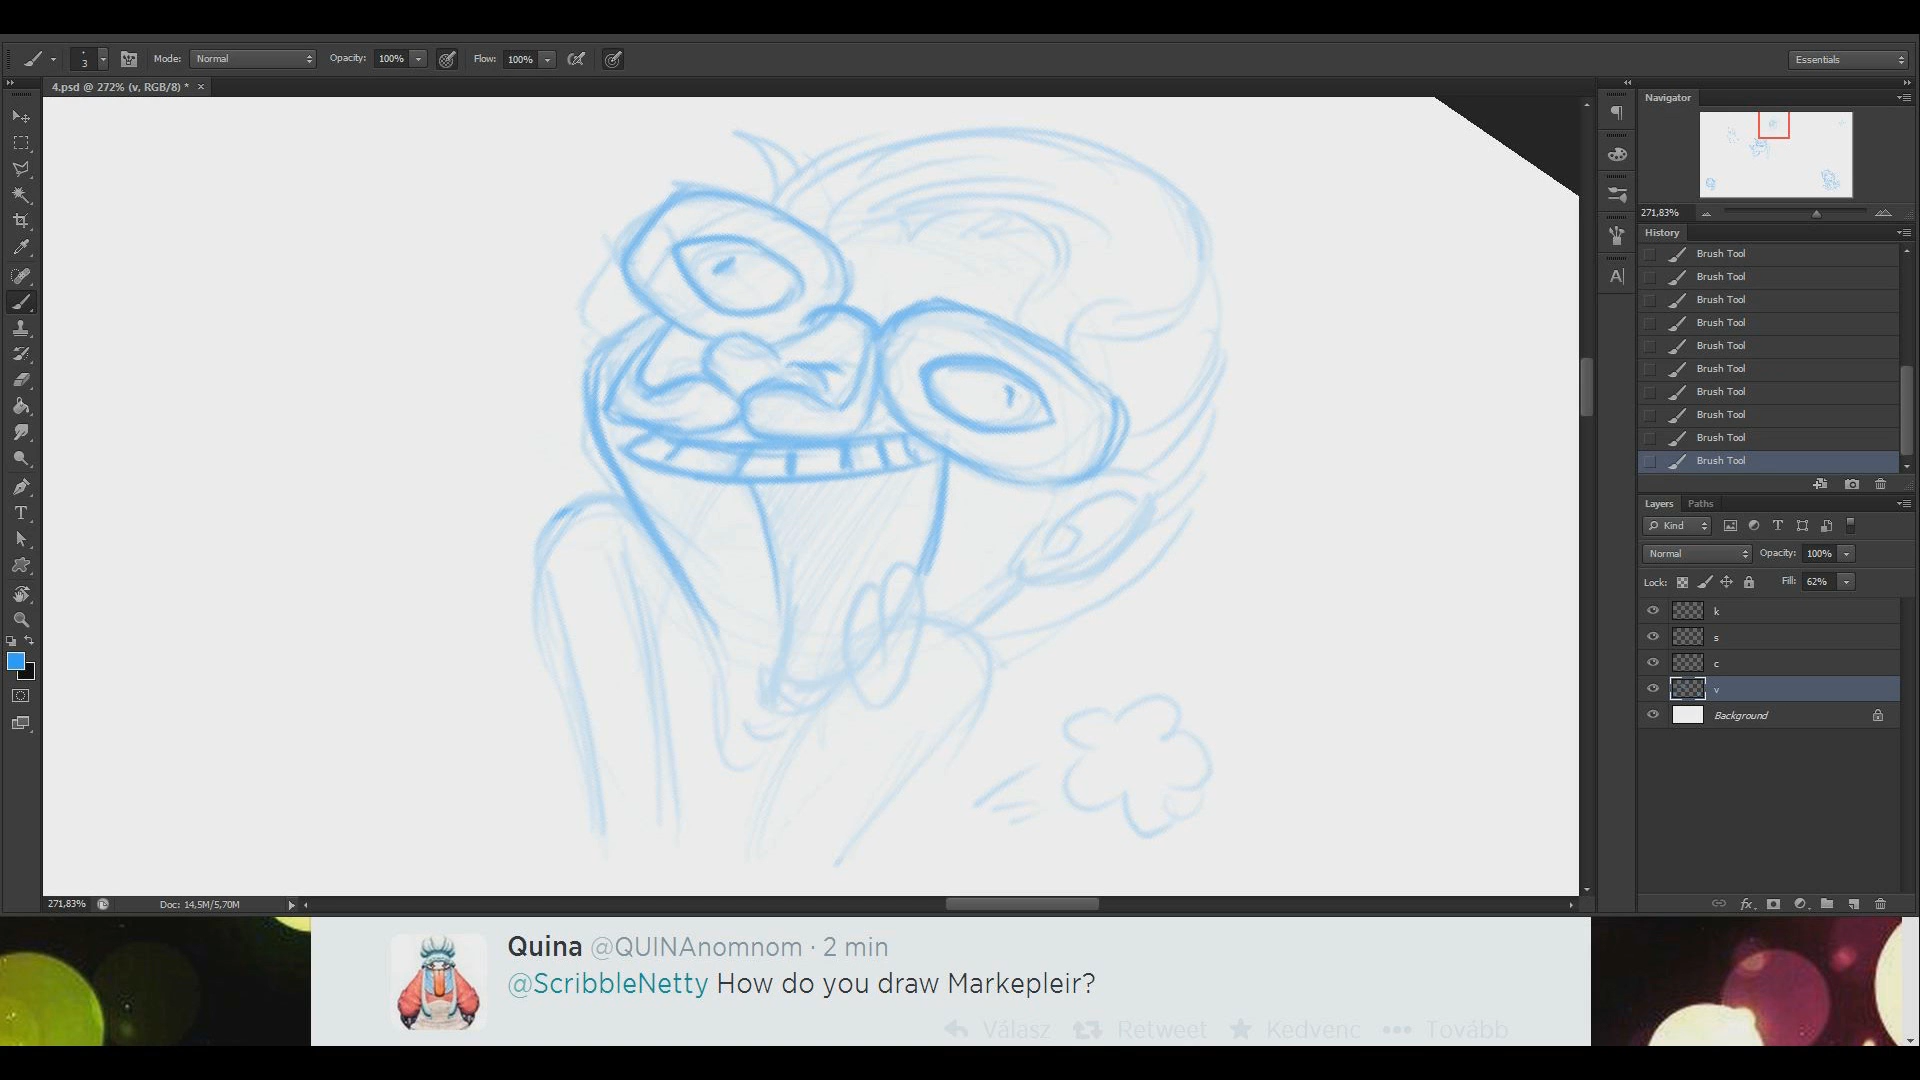 3 Mode: Normal Opacity: 100% Flow: 100% Essentials
4.psd @ 272% (v, RGB/8) * ×
Navigator
271,83%
History
Brush Tool
Brush Tool
Brush Tool
Brush Tool
Brush Tool
Brush Tool
Brush Tool
Brush Tool
Brush Tool
Brush Tool
Layers Paths
Kind
Normal Opacity: 100%
Lock: Fill: 62%
k
s
c
v
Background
271,83% Doc: 14,5M/5,70M
Quina @QUINAnomnom · 2 min
@ScribbleNetty How do you draw Markepleir?
Válasz Retweet Kedvenc Tovább